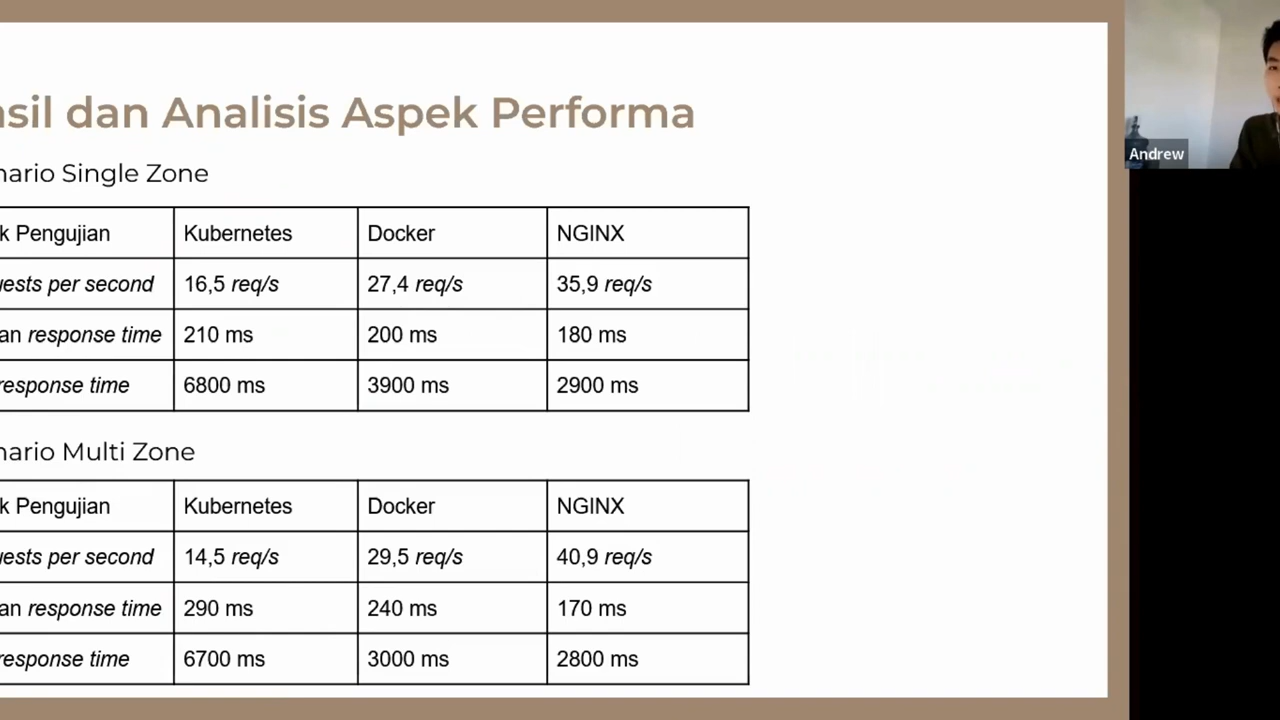 asil dan Analisis Aspek Performa
nario Single Zone
k Pengujian Kubernetes Docker NGINX
ests per second 16,5 req/s 27,4 req/s 35,9 req/s
an response time 210 ms 200 ms 180 ms
response time 6800 ms 3900 ms 2900 ms
nario Multi Zone
k Pengujian Kubernetes Docker NGINX
ests per second 14,5 req/s 29,5 req/s 40,9 req/s
an response time 290 ms 240 ms 170 ms
response time 6700 ms 3000 ms 2800 ms
Andrew